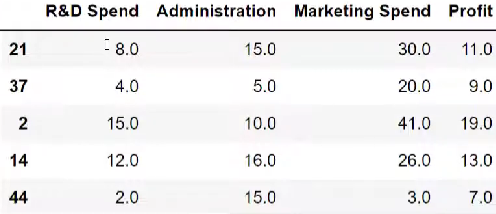 R&D Spend Administration Marketing Spend Profit
21 8.0 15.0 30.0 11.0
37 4.0 5.0 20.0 9.0
2 15.0 10.0 41.0 19.0
14 12.0 16.0 26.0 13.0
44 2.0 15.0 3.0 7.0